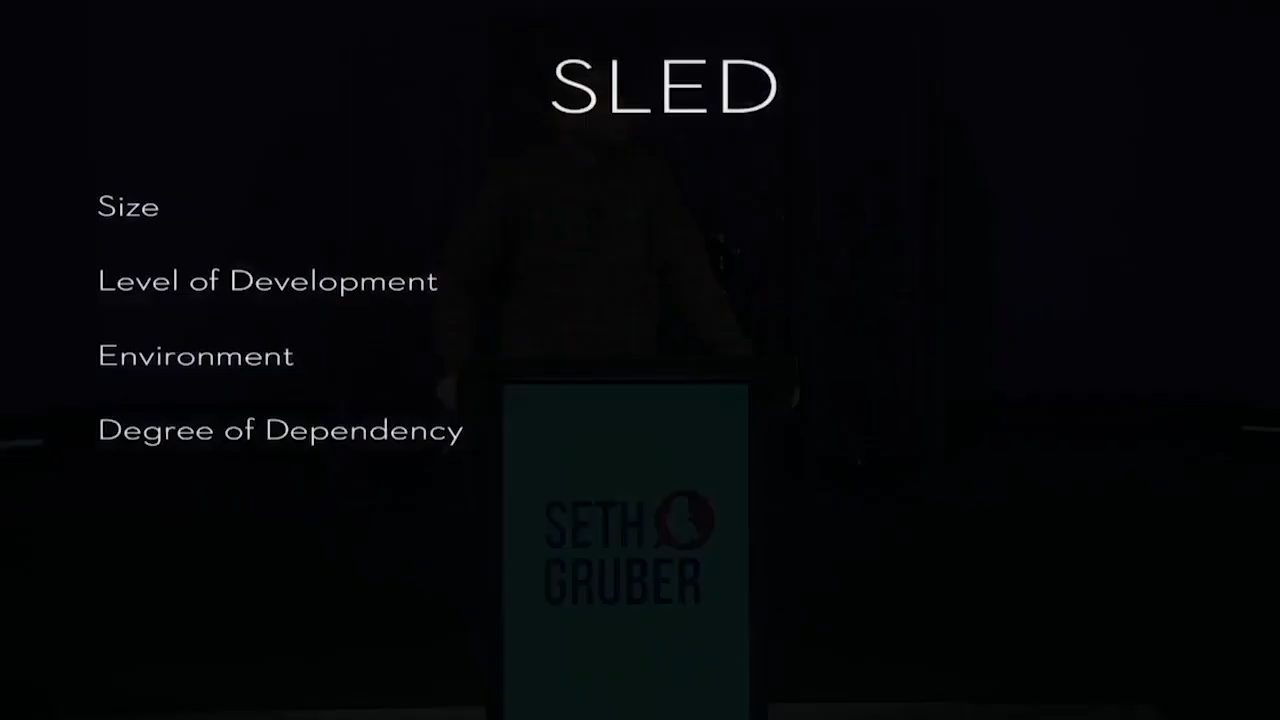 SLED
Size
Level of Development
Environment
Degree of Dependency
SETH
GRUBER